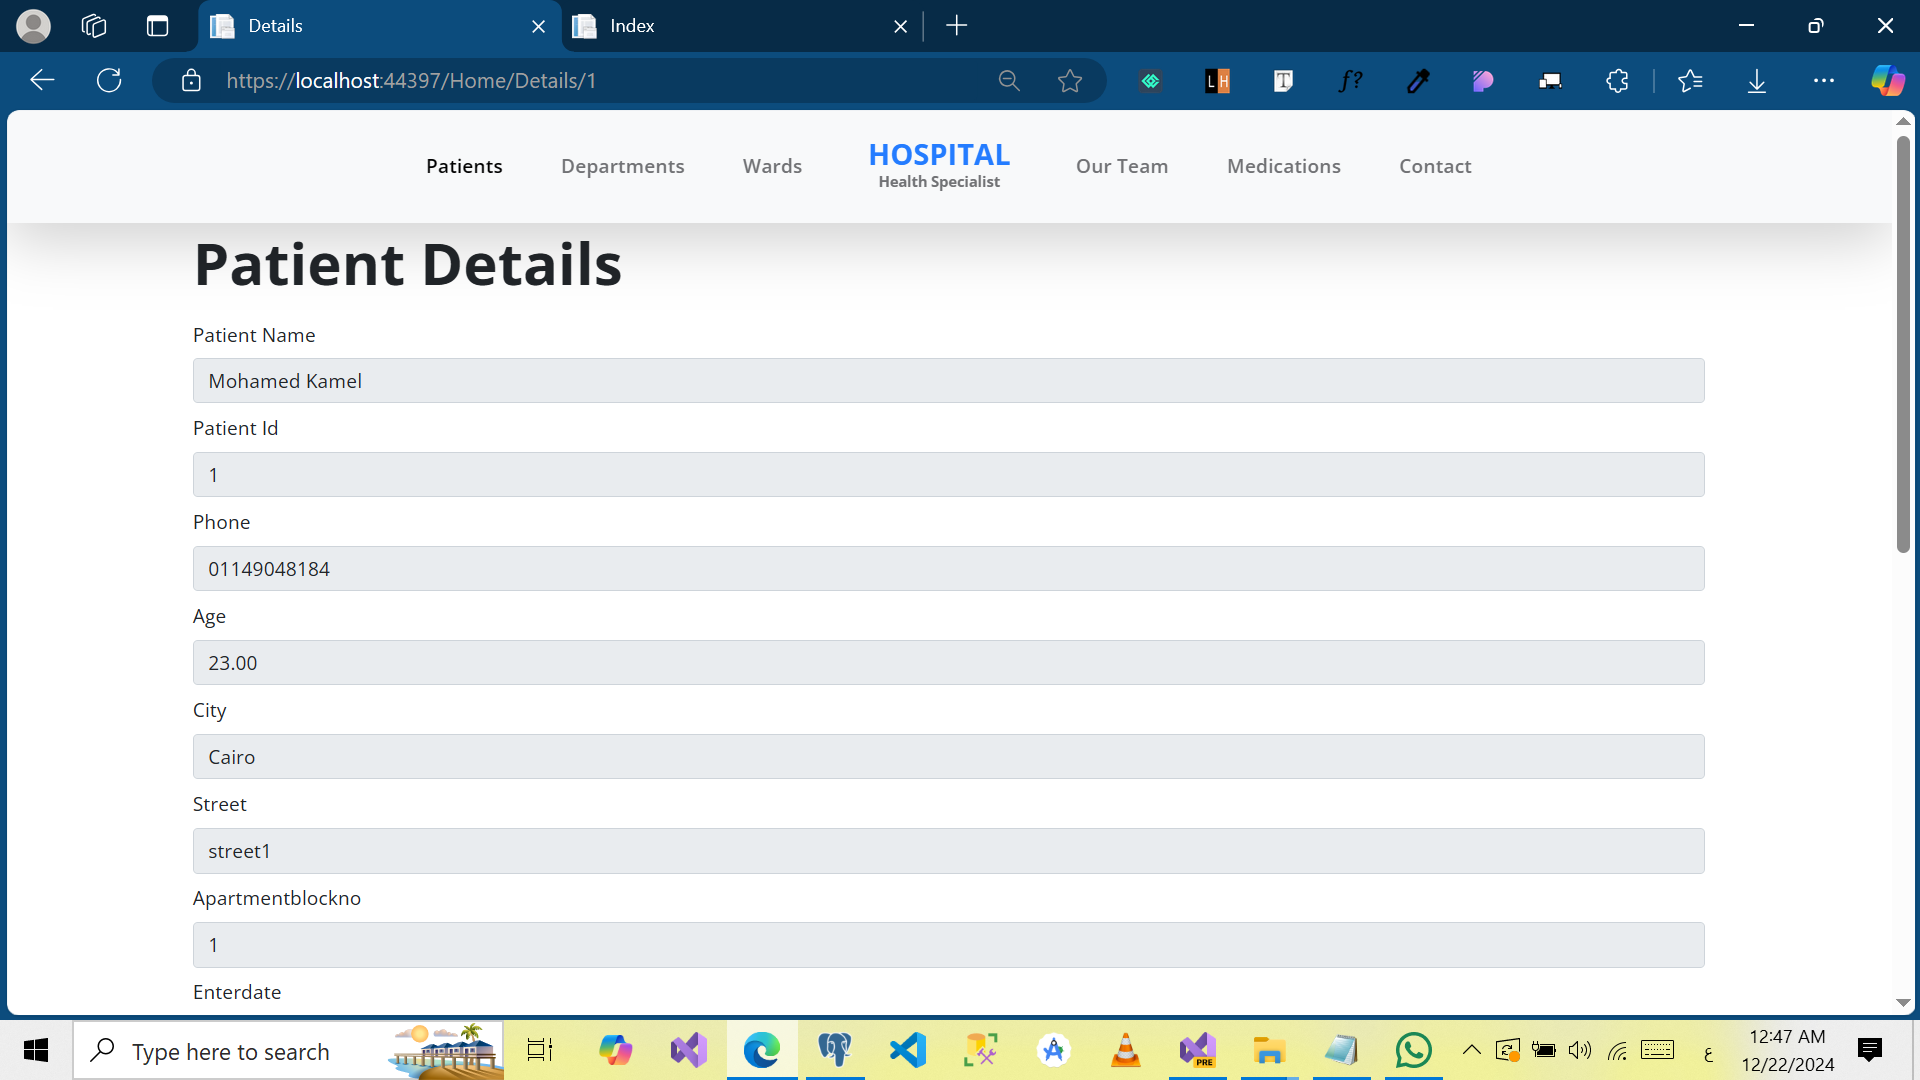 Details
Index
https://localhost:44397/Home/Details/1
LH
T
f?
Patients
Departments
Wards
HOSPITAL
Health Specialist
Our Team
Medications
Contact
Patient Details
Patient Name
Mohamed Kamel
Patient Id
1
Phone
01149048184
Age
23.00
City
Cairo
Street
street1
Apartmentblockno
1
Enterdate
Type here to search
PRE
ع
12:47 AM
12/22/2024